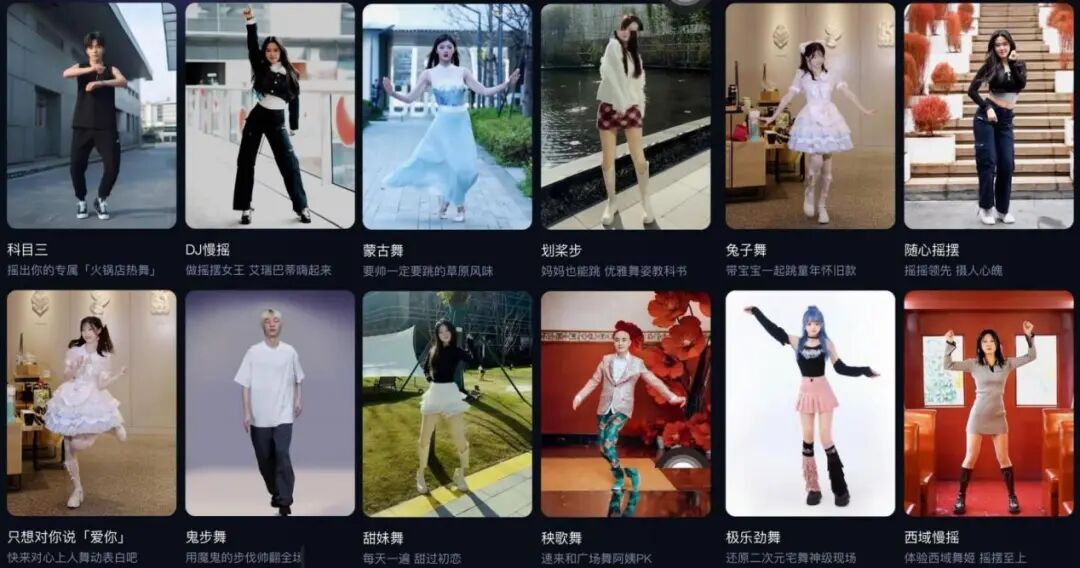 科目三
摇出你的专属「火锅店热舞」
DJ慢摇
做摇摆女王 艾瑞巴蒂嗨起来
蒙古舞
要帅一定要跳的草原风味
划桨步
妈妈也能跳 优雅舞姿教科书
兔子舞
带宝宝一起跳童年怀旧款
随心摇摆
摇摇领先 摄人心魄
只想对你说「爱你」
快来对心上人舞动表白吧
鬼步舞
用魔鬼的步伐帅翻全场
甜妹舞
每天一遍 甜过初恋
秧歌舞
速来和广场舞阿姨PK
极乐劲舞
还原二次元宅舞神级现场
西域慢摇
体验西域舞姬 摇摆至上